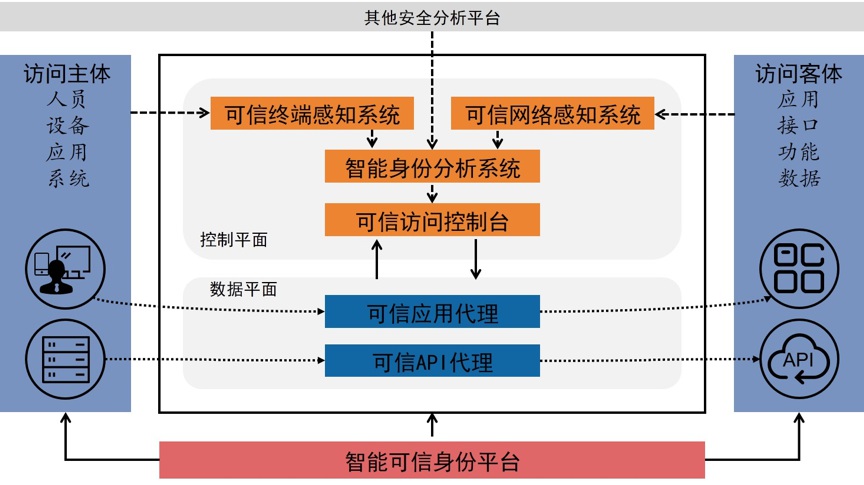 其他安全分析平台
访问主体
人员
设备
应用
系统
访问客体
应用
接口
功能
数据
可信终端感知系统
可信网络感知系统
智能身份分析系统
可信访问控制台
控制平面
数据平面
可信应用代理
可信API代理
API
智能可信身份平台